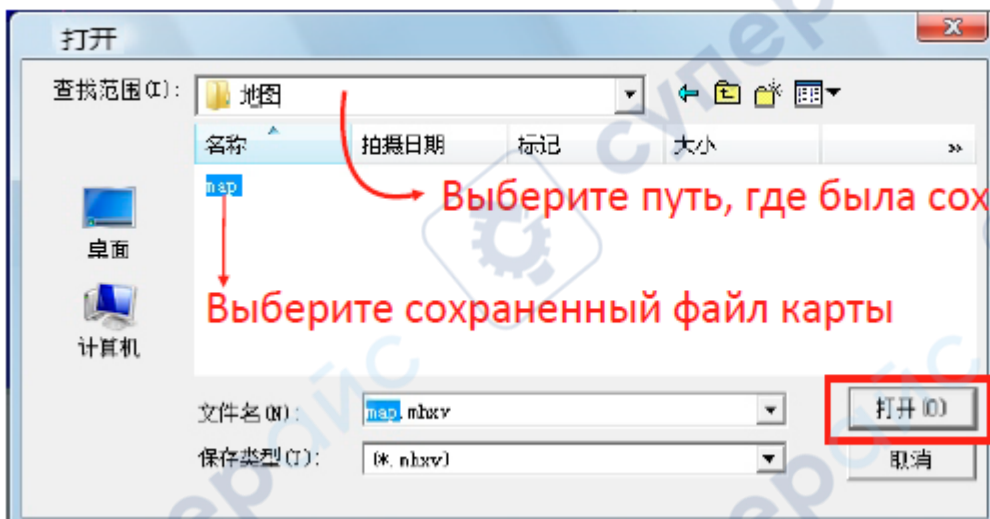 打开
查找范围(I): 地图
名称 拍摄日期 标记 大小 »
map
Выберите путь, где была сох
桌面
Выберите сохраненный файл карты
计算机
文件名(N): map.mhxv 打开(O)
保存类型(T): (*.mhxv) 取消